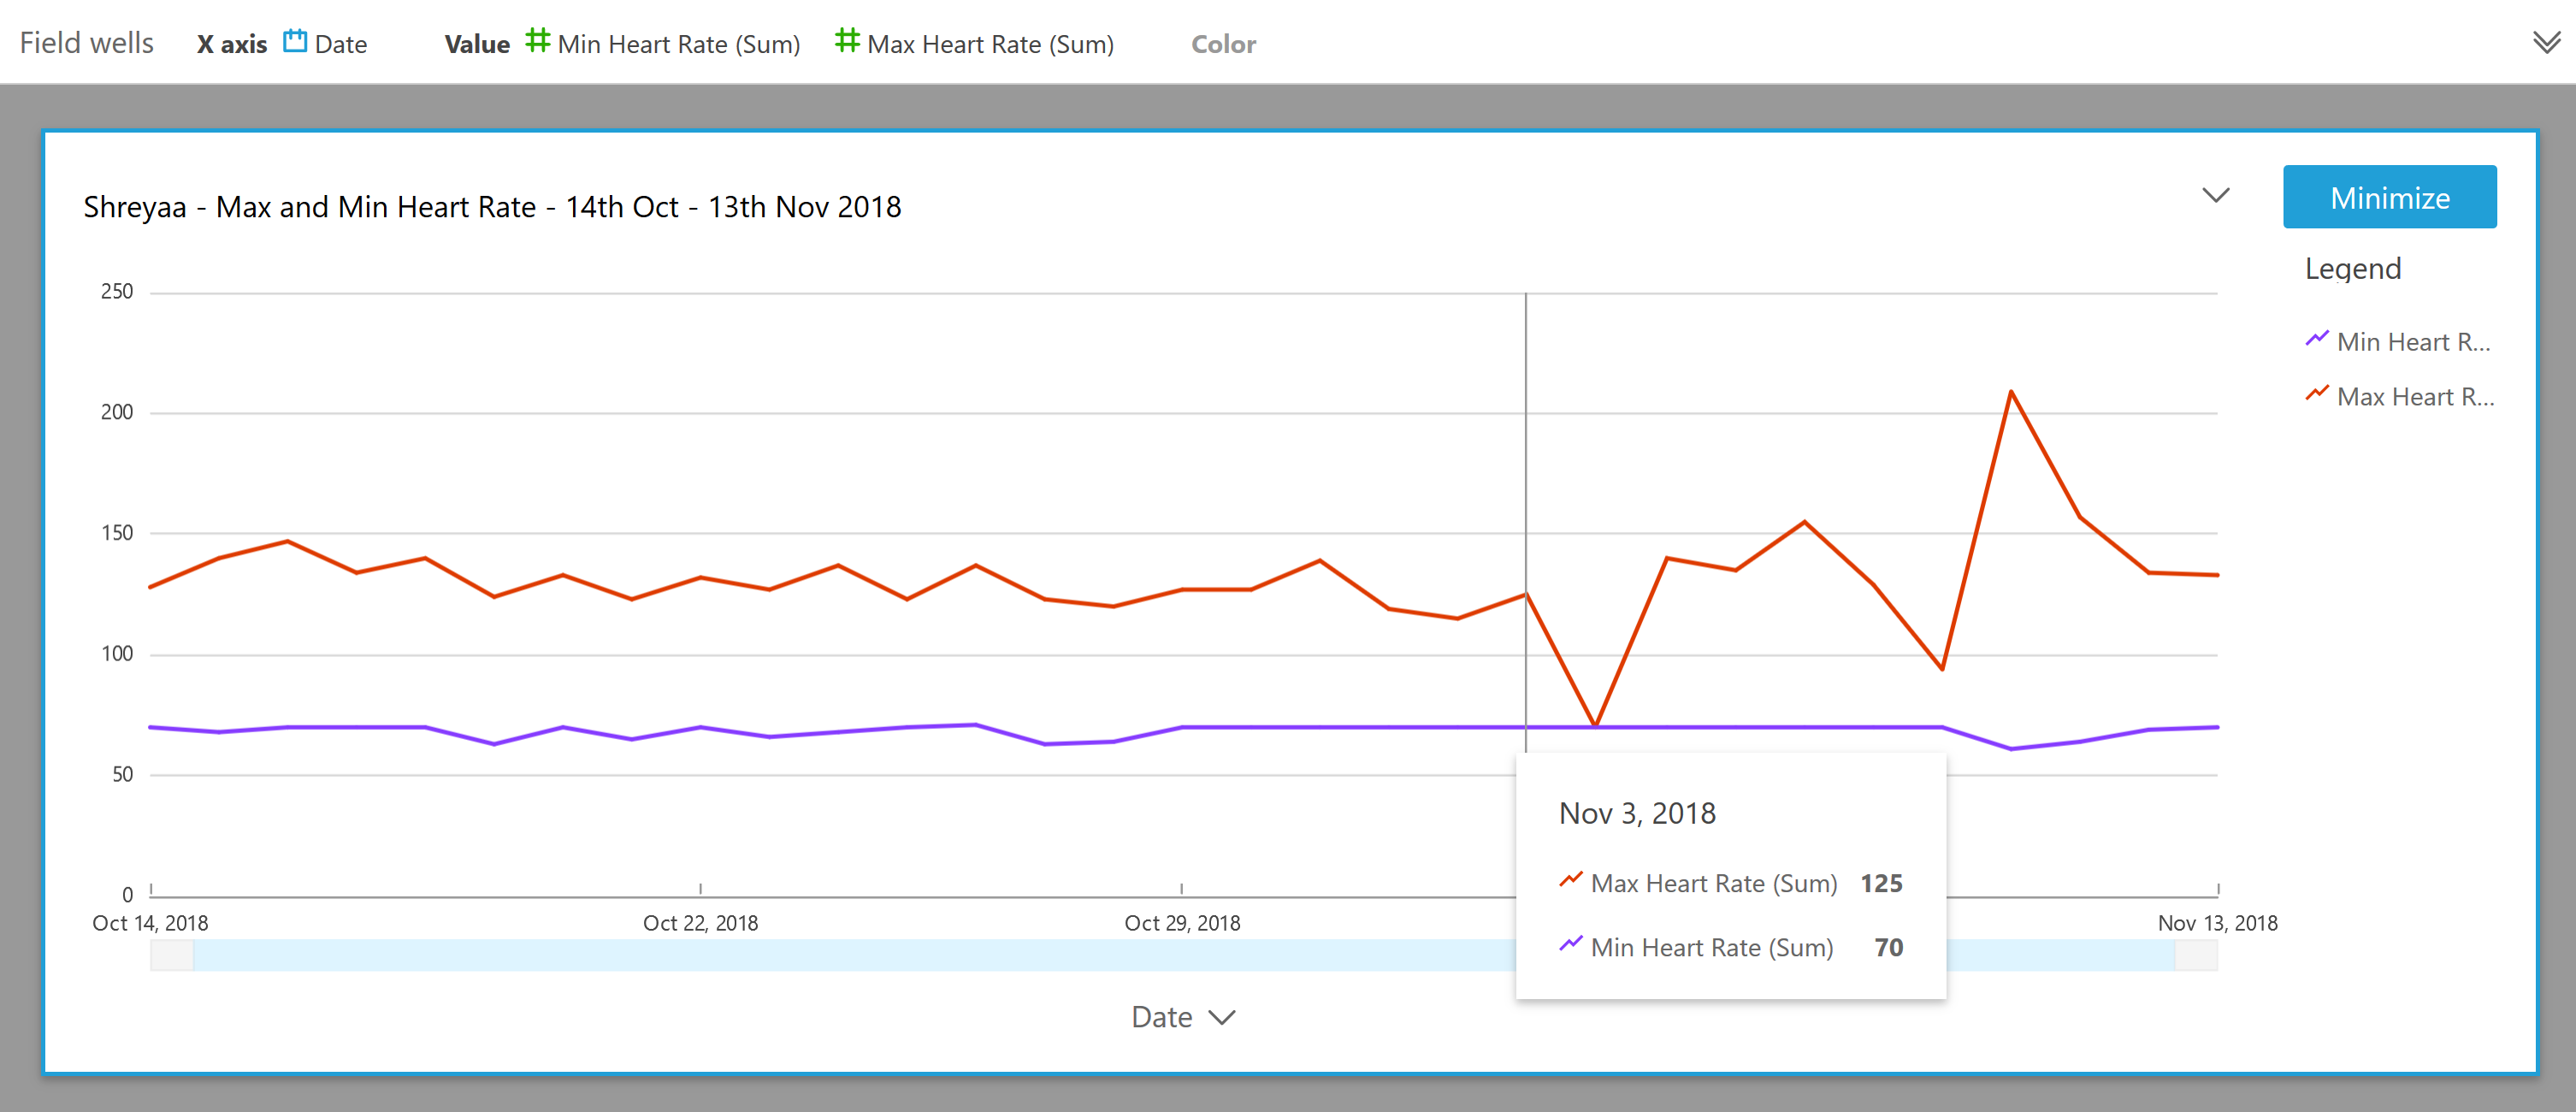 Field wells X axis Date Value Min Heart Rate (Sum) Max Heart Rate (Sum) Color
Shreyaa - Max and Min Heart Rate - 14th Oct - 13th Nov 2018
Minimize
Legend
Min Heart R...
Max Heart R...
250
200
150
100
50
0
Oct 14, 2018 Oct 22, 2018 Oct 29, 2018 Nov 13, 2018
Nov 3, 2018
Max Heart Rate (Sum) 125
Min Heart Rate (Sum) 70
Date